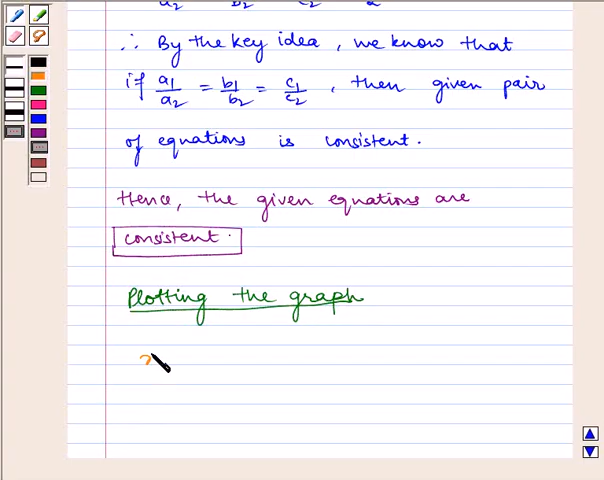 ∴ By the key idea, we know that
if a1/a2 = b1/b2 = c1/c2, then given pair
of equations is consistent.
Hence, the given equations are
consistent.
Plotting the graph